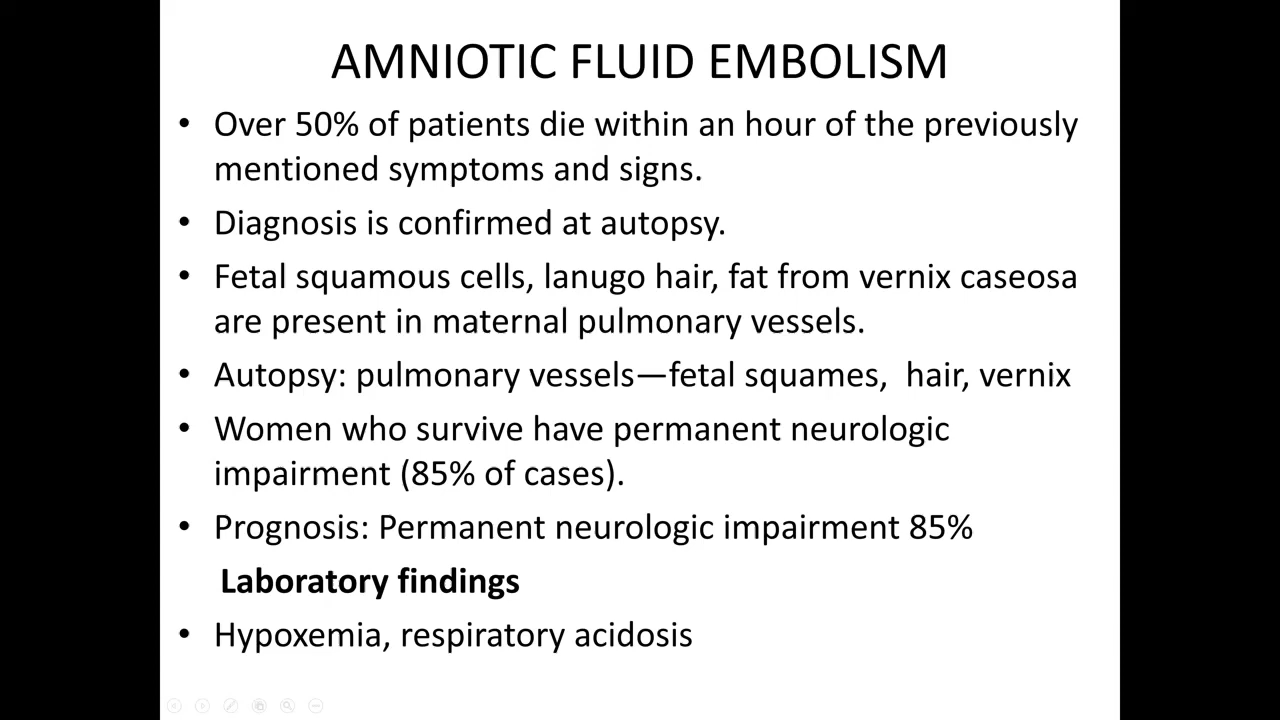 AMNIOTIC FLUID EMBOLISM
• Over 50% of patients die within an hour of the previously
mentioned symptoms and signs.
• Diagnosis is confirmed at autopsy.
• Fetal squamous cells, lanugo hair, fat from vernix caseosa
are present in maternal pulmonary vessels.
• Autopsy: pulmonary vessels—fetal squames,  hair, vernix
• Women who survive have permanent neurologic
impairment (85% of cases).
• Prognosis: Permanent neurologic impairment 85%
Laboratory findings
• Hypoxemia, respiratory acidosis